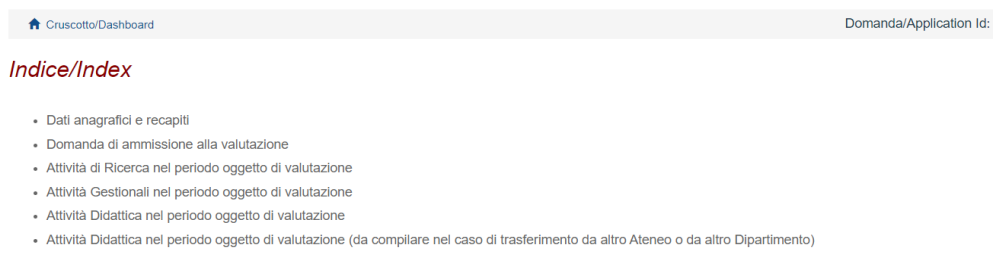 Cruscotto/Dashboard Domanda/Application Id:
Indice/Index
• Dati anagrafici e recapiti
• Domanda di ammissione alla valutazione
• Attività di Ricerca nel periodo oggetto di valutazione
• Attività Gestionali nel periodo oggetto di valutazione
• Attività Didattica nel periodo oggetto di valutazione
• Attività Didattica nel periodo oggetto di valutazione (da compilare nel caso di trasferimento da altro Ateneo o da altro Dipartimento)